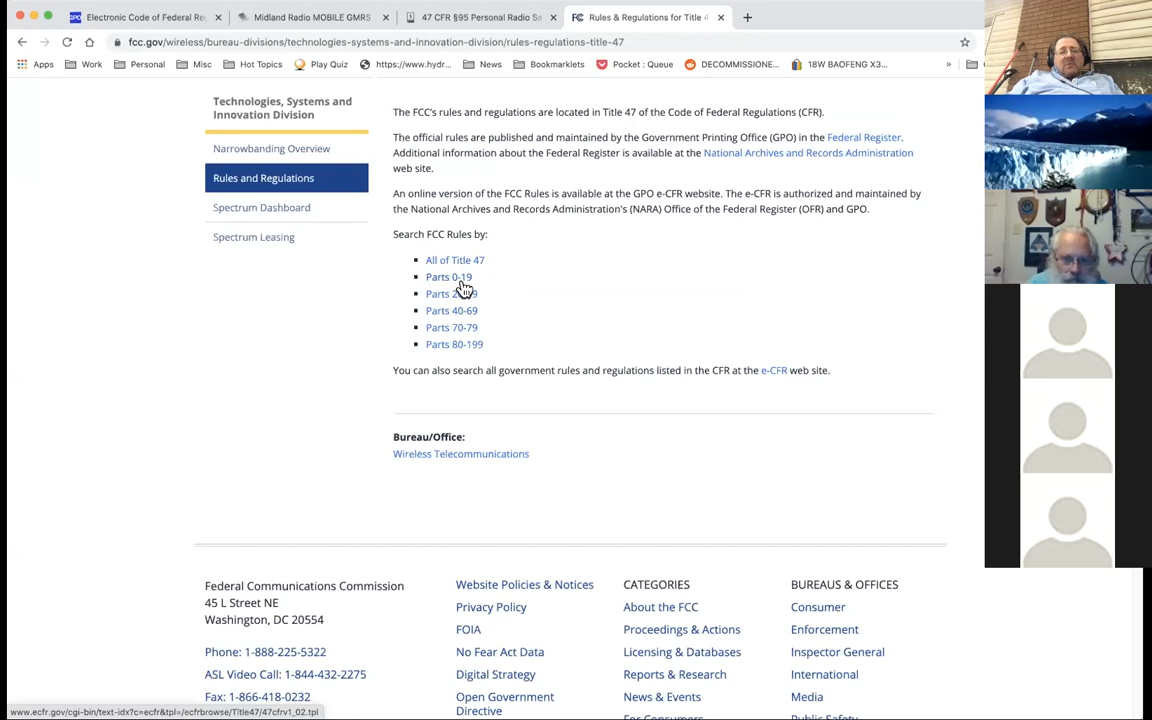 Electronic Code of Federal Re
Midland Radio MOBILE GMRS
47 CFR §95 Personal Radio Se
Rules & Regulations for Title 4
fcc.gov/wireless/bureau-divisions/technologies-systems-and-innovation-division/rules-regulations-title-47
Apps
Work
Personal
Misc
Hot Topics
Play Quiz
https://www.hydr...
News
Bookmarklets
Pocket : Queue
DECOMMISSIONE...
18W BAOFENG X3...
»
Technologies, Systems and
Innovation Division
Narrowbanding Overview
Rules and Regulations
Spectrum Dashboard
Spectrum Leasing
The FCC's rules and regulations are located in Title 47 of the Code of Federal Regulations (CFR).
The official rules are published and maintained by the Government Printing Office (GPO) in the Federal Register.
Additional information about the Federal Register is available at the National Archives and Records Administration
web site.
An online version of the FCC Rules is available at the GPO e-CFR website. The e-CFR is authorized and maintained by
the National Archives and Records Administration's (NARA) Office of the Federal Register (OFR) and GPO.
Search FCC Rules by:
All of Title 47
Parts 0-19
Parts 2
Parts 40-69
Parts 70-79
Parts 80-199
You can also search all government rules and regulations listed in the CFR at the e-CFR web site.
Bureau/Office:
Wireless Telecommunications
Federal Communications Commission
45 L Street NE
Washington, DC 20554
Phone: 1-888-225-5322
ASL Video Call: 1-844-432-2275
Fax: 1-866-418-0232
Website Policies & Notices
Privacy Policy
FOIA
No Fear Act Data
Digital Strategy
Open Government
Directive
CATEGORIES
About the FCC
Proceedings & Actions
Licensing & Databases
Reports & Research
News & Events
For Consumers
BUREAUS & OFFICES
Consumer
Enforcement
Inspector General
International
Media
Public Safety
www.ecfr.gov/cgi-bin/text-idx?c=ecfr&tpl=/ecfrbrowse/Title47/47cfrv1_02.tpl